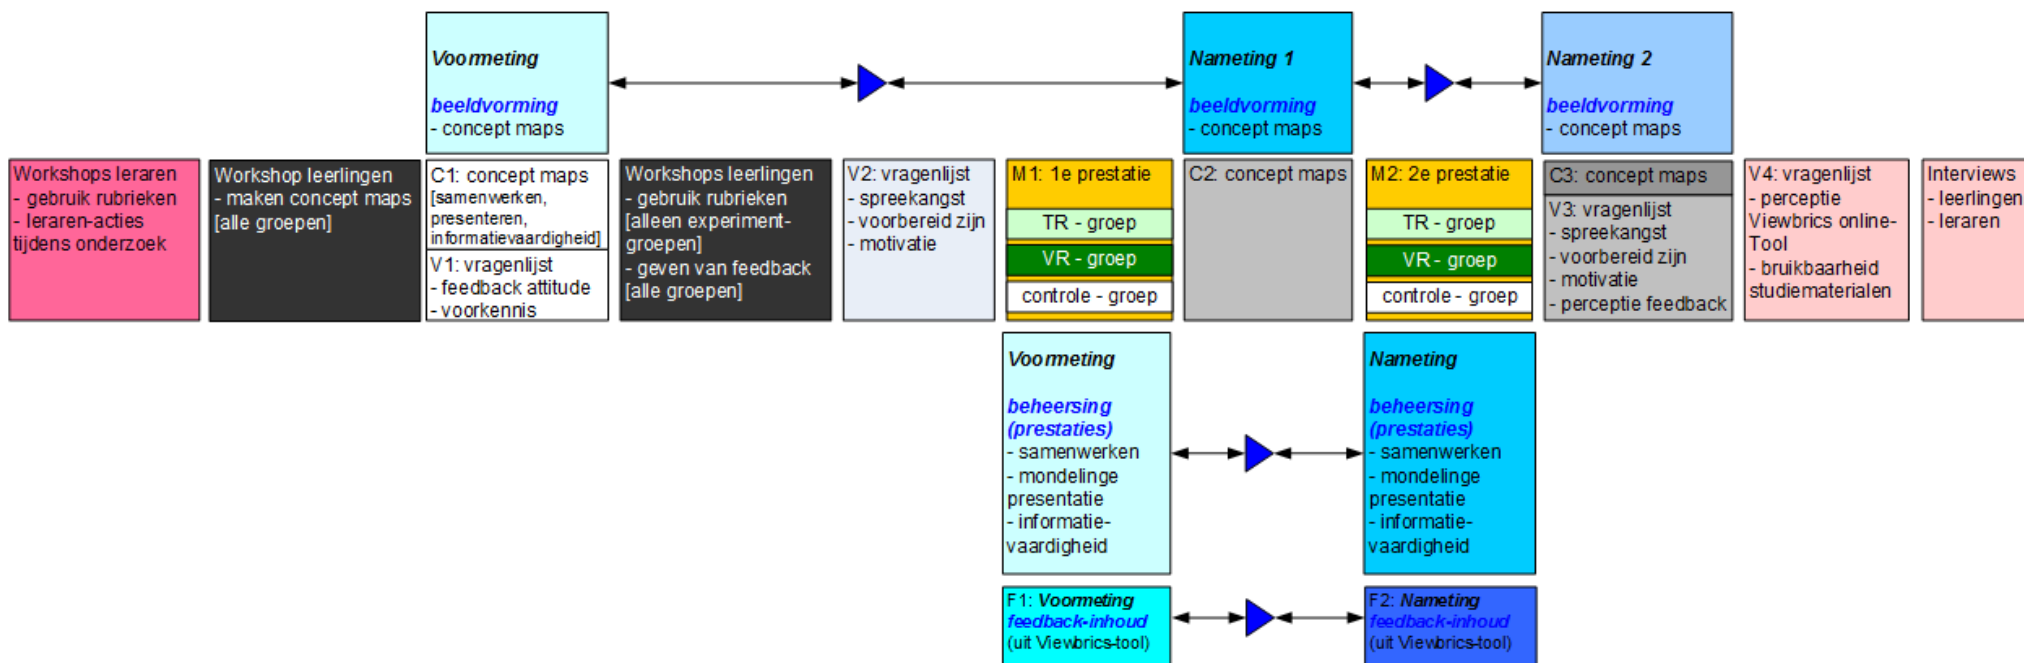 Voormeting
beeldvorming
- concept maps
Nameting 1
beeldvorming
- concept maps
Nameting 2
beeldvorming
- concept maps
Workshops leraren
- gebruik rubrieken
- leraren-acties
tijdens onderzoek
Workshop leerlingen
- maken concept maps
[alle groepen]
C1: concept maps
[samenwerken,
presenteren,
informatievaardigheid]
V1: vragenlijst
- feedback attitude
- voorkennis
Workshops leerlingen
- gebruik rubrieken
[alleen experiment-
groepen]
- geven van feedback
[alle groepen]
V2: vragenlijst
- spreekangst
- voorbereid zijn
- motivatie
M1: 1e prestatie
TR - groep
VR - groep
controle - groep
C2: concept maps
M2: 2e prestatie
TR - groep
VR - groep
controle - groep
C3: concept maps
V3: vragenlijst
- spreekangst
- voorbereid zijn
- motivatie
- perceptie feedback
V4: vragenlijst
- perceptie
Viewbrics online-
Tool
- bruikbaarheid
studiematerialen
Interviews
- leerlingen
- leraren
Voormeting
beheersing
(prestaties)
- samenwerken
- mondelinge
presentatie
- informatie-
vaardigheid
Nameting
beheersing
(prestaties)
- samenwerken
- mondelinge
presentatie
- informatie-
vaardigheid
F1: Voormeting
feedback-inhoud
(uit Viewbrics-tool)
F2: Nameting
feedback-inhoud
(uit Viewbrics-tool)